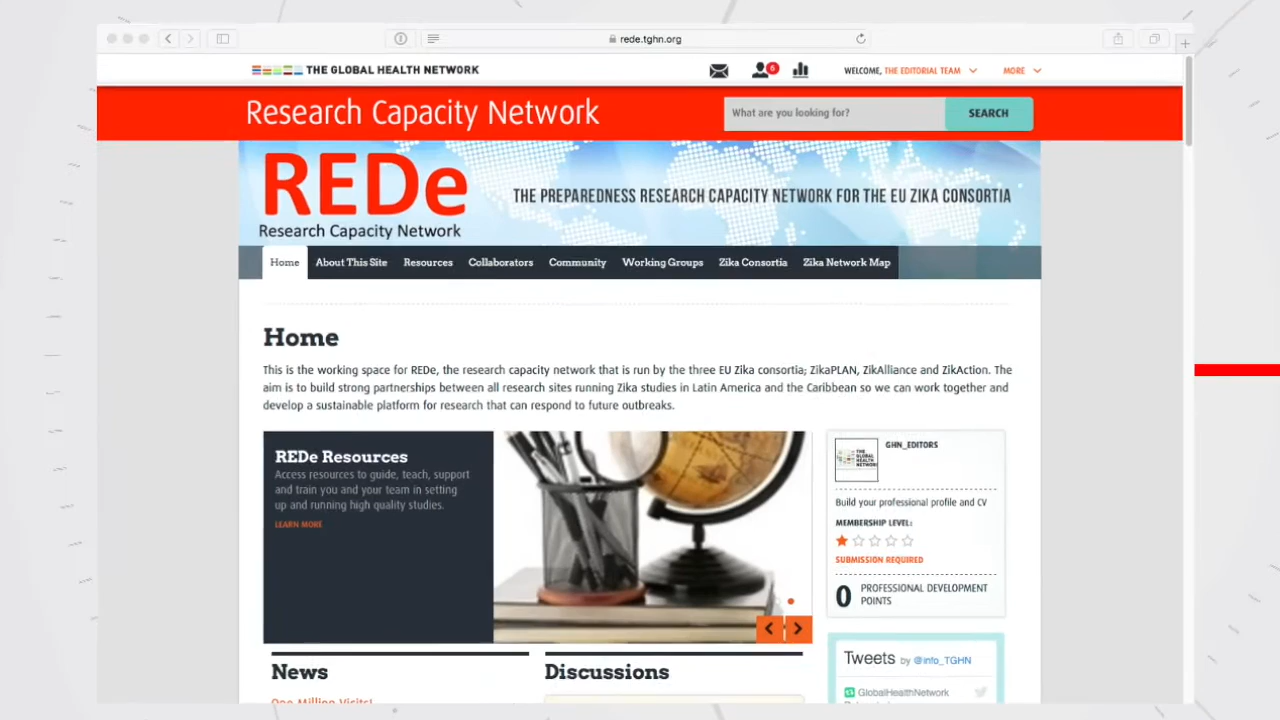 rede.tghn.org
THE GLOBAL HEALTH NETWORK
6
WELCOME, THE EDITORIAL TEAM
MORE
Research Capacity Network
What are you looking for?
SEARCH
REDe
Research Capacity Network
THE PREPAREDNESS RESEARCH CAPACITY NETWORK FOR THE EU ZIKA CONSORTIA
Home About This Site Resources Collaborators Community Working Groups Zika Consortia Zika Network Map
Home
This is the working space for REDe, the research capacity network that is run by the three EU Zika consortia; ZikaPLAN, ZikAlliance and ZikAction. The
aim is to build strong partnerships between all research sites running Zika studies in Latin America and the Caribbean so we can work together and
develop a sustainable platform for research that can respond to future outbreaks.
REDe Resources
Access resources to guide, teach, support
and train you and your team in setting
up and running high quality studies.
LEARN MORE
THE
GLOBAL
HEALTH
NETWORK
GHN_EDITORS
Build your professional profile and CV
MEMBERSHIP LEVEL:
SUBMISSION REQUIRED
0 PROFESSIONAL DEVELOPMENT
POINTS
News
One Million Visits!
Discussions
Tweets by @info_TGHN
GlobalHealthNetwork